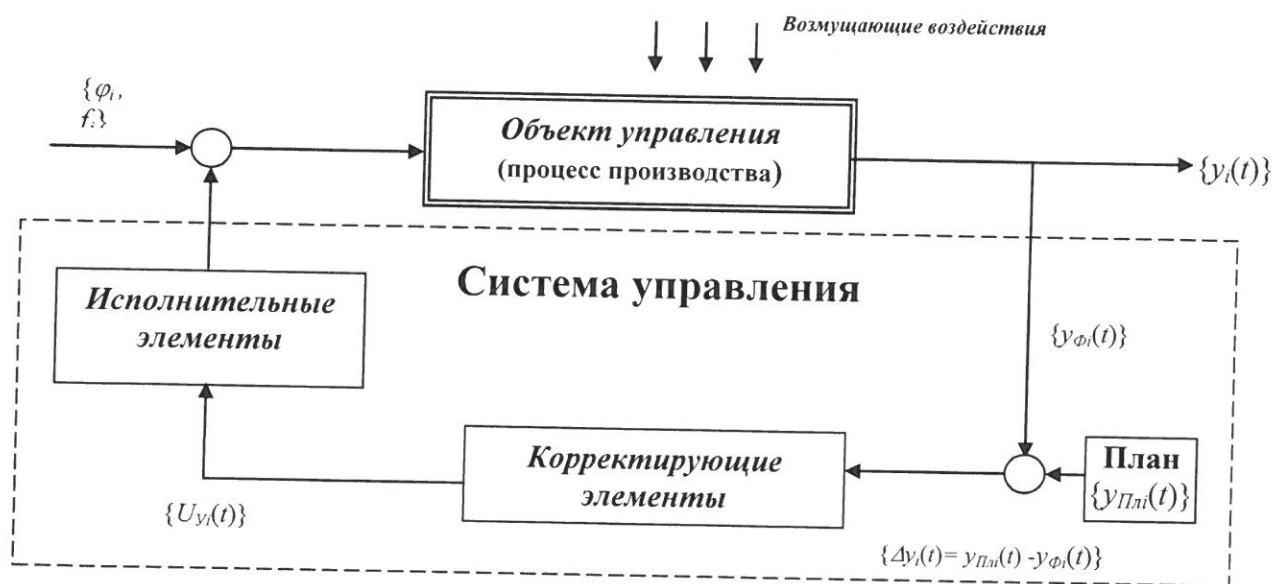 Возмущающие воздействия
{φi,
fi}
Объект управления
(процесс производства)
{yi(t)}
Система управления
Исполнительные
элементы
{yФi(t)}
Корректирующие
элементы
План
{yПлi(t)}
{UУi(t)}
{Δyi(t)= yПлi(t) -yФi(t)}